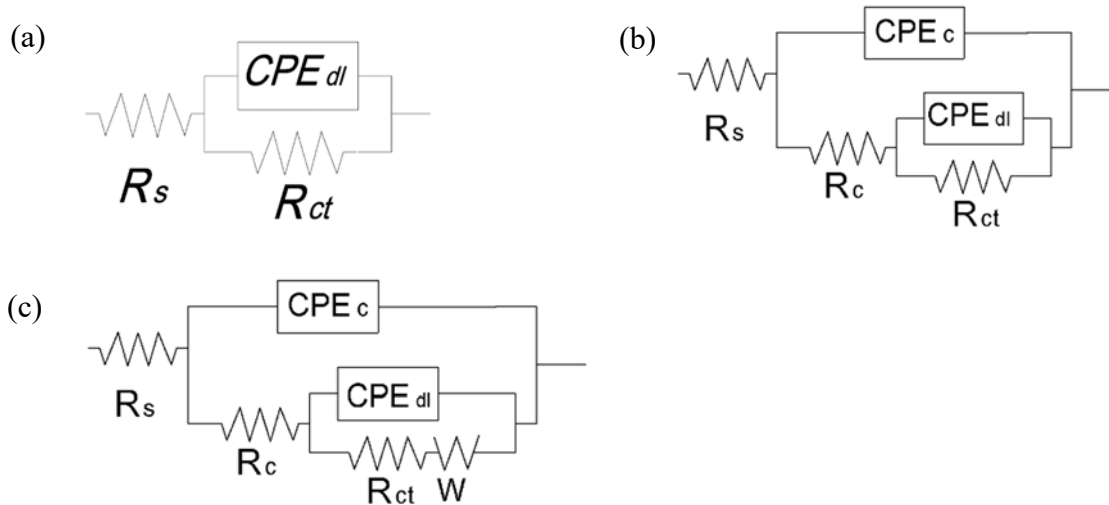 (a)
CPE dl
Rs
Rct
(b)
CPE c
Rs
CPE dl
Rc
Rct
(c)
CPE c
Rs
CPE dl
Rc
Rct
W